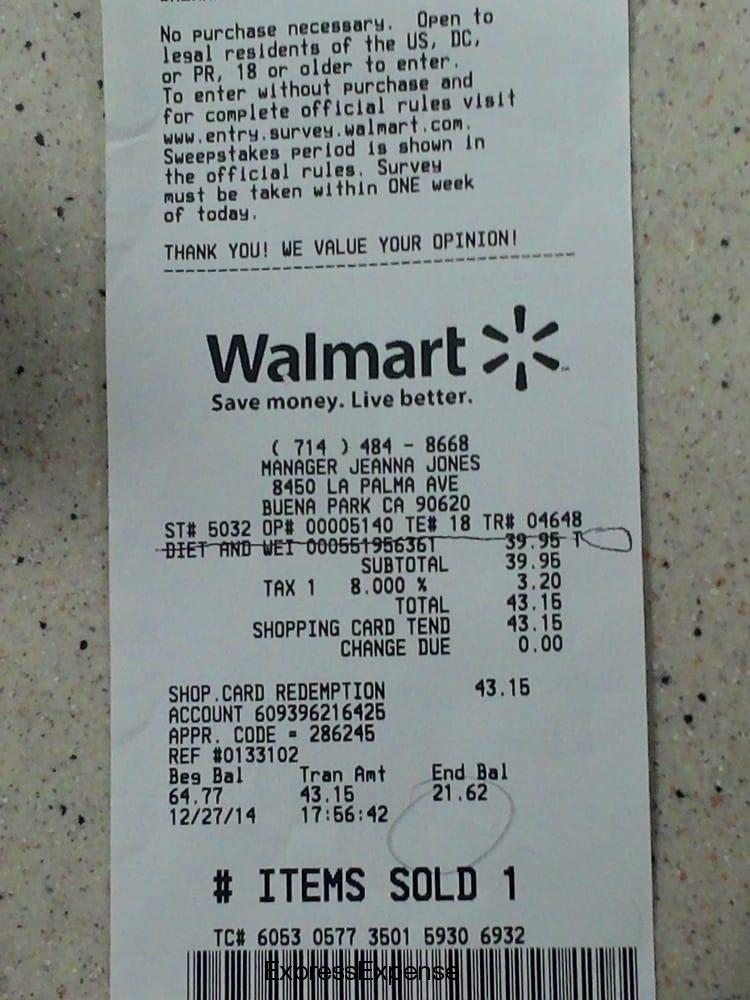 No purchase necessary. Open to
legal residents of the US, DC,
or PR, 18 or older to enter.
To enter without purchase and
for complete official rules visit
www.entry.survey.walmart.com.
Sweepstakes period is shown in
the official rules. Survey
must be taken within ONE week
of today.
THANK YOU! WE VALUE YOUR OPINION!
Walmart
Save money. Live better.
( 714 ) 484 - 8668
MANAGER JEANNA JONES
8450 LA PALMA AVE
BUENA PARK CA 90620
ST# 5032 OP# 00005140 TE# 18 TR# 04648
DIET AND WEI 000551956361 39.95 T
SUBTOTAL 39.95
TAX 1 8.000 % 3.20
TOTAL 43.15
SHOPPING CARD TEND 43.15
CHANGE DUE 0.00
SHOP.CARD REDEMPTION 43.15
ACCOUNT 609396216425
APPR. CODE = 286245
REF #0133102
Beg Bal Tran Amt End Bal
64.77 43.15 21.62
12/27/14 17:56:42
# ITEMS SOLD 1
TC# 6053 0577 3501 5930 6932
ExpressExpense